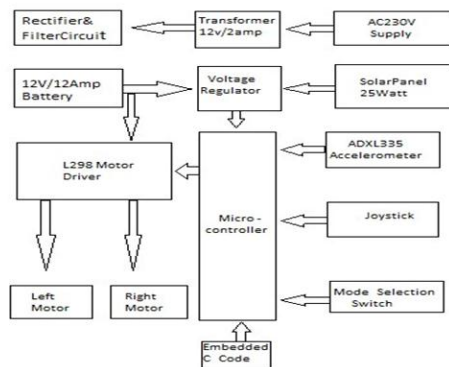 Rectifier&
FilterCircuit
Transformer
12v/2amp
AC230V
Supply
12V/12Amp
Battery
Voltage
Regulator
SolarPanel
25Watt
L298 Motor
Driver
Micro-
controller
ADXL335
Accelerometer
Joystick
Left
Motor
Right
Motor
Mode Selection
Switch
Embedded
C Code